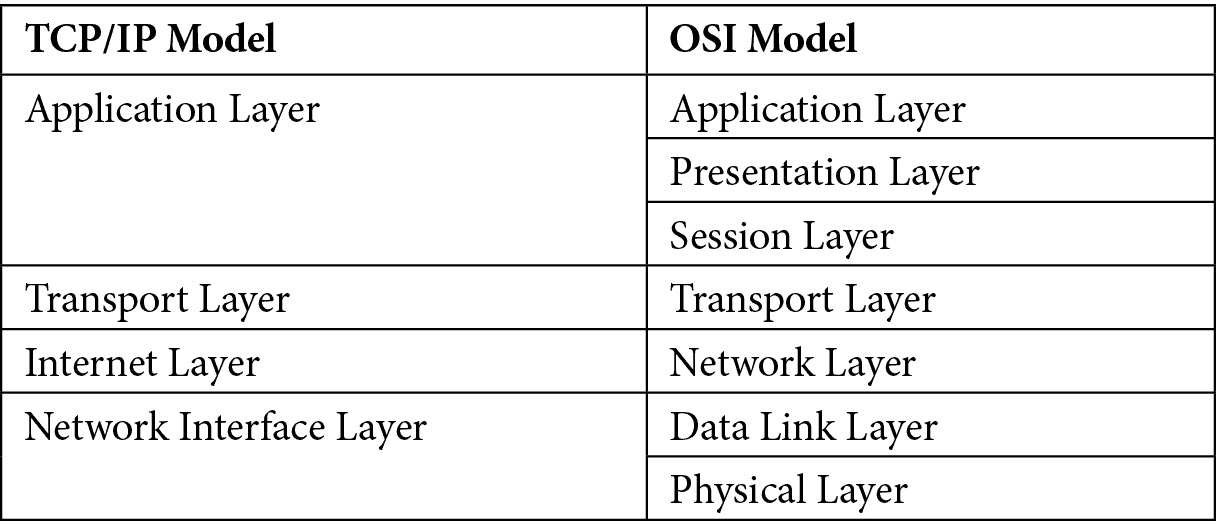 TCP/IP Model OSI Model
Application Layer Application Layer
Presentation Layer
Session Layer
Transport Layer Transport Layer
Internet Layer Network Layer
Network Interface Layer Data Link Layer
Physical Layer